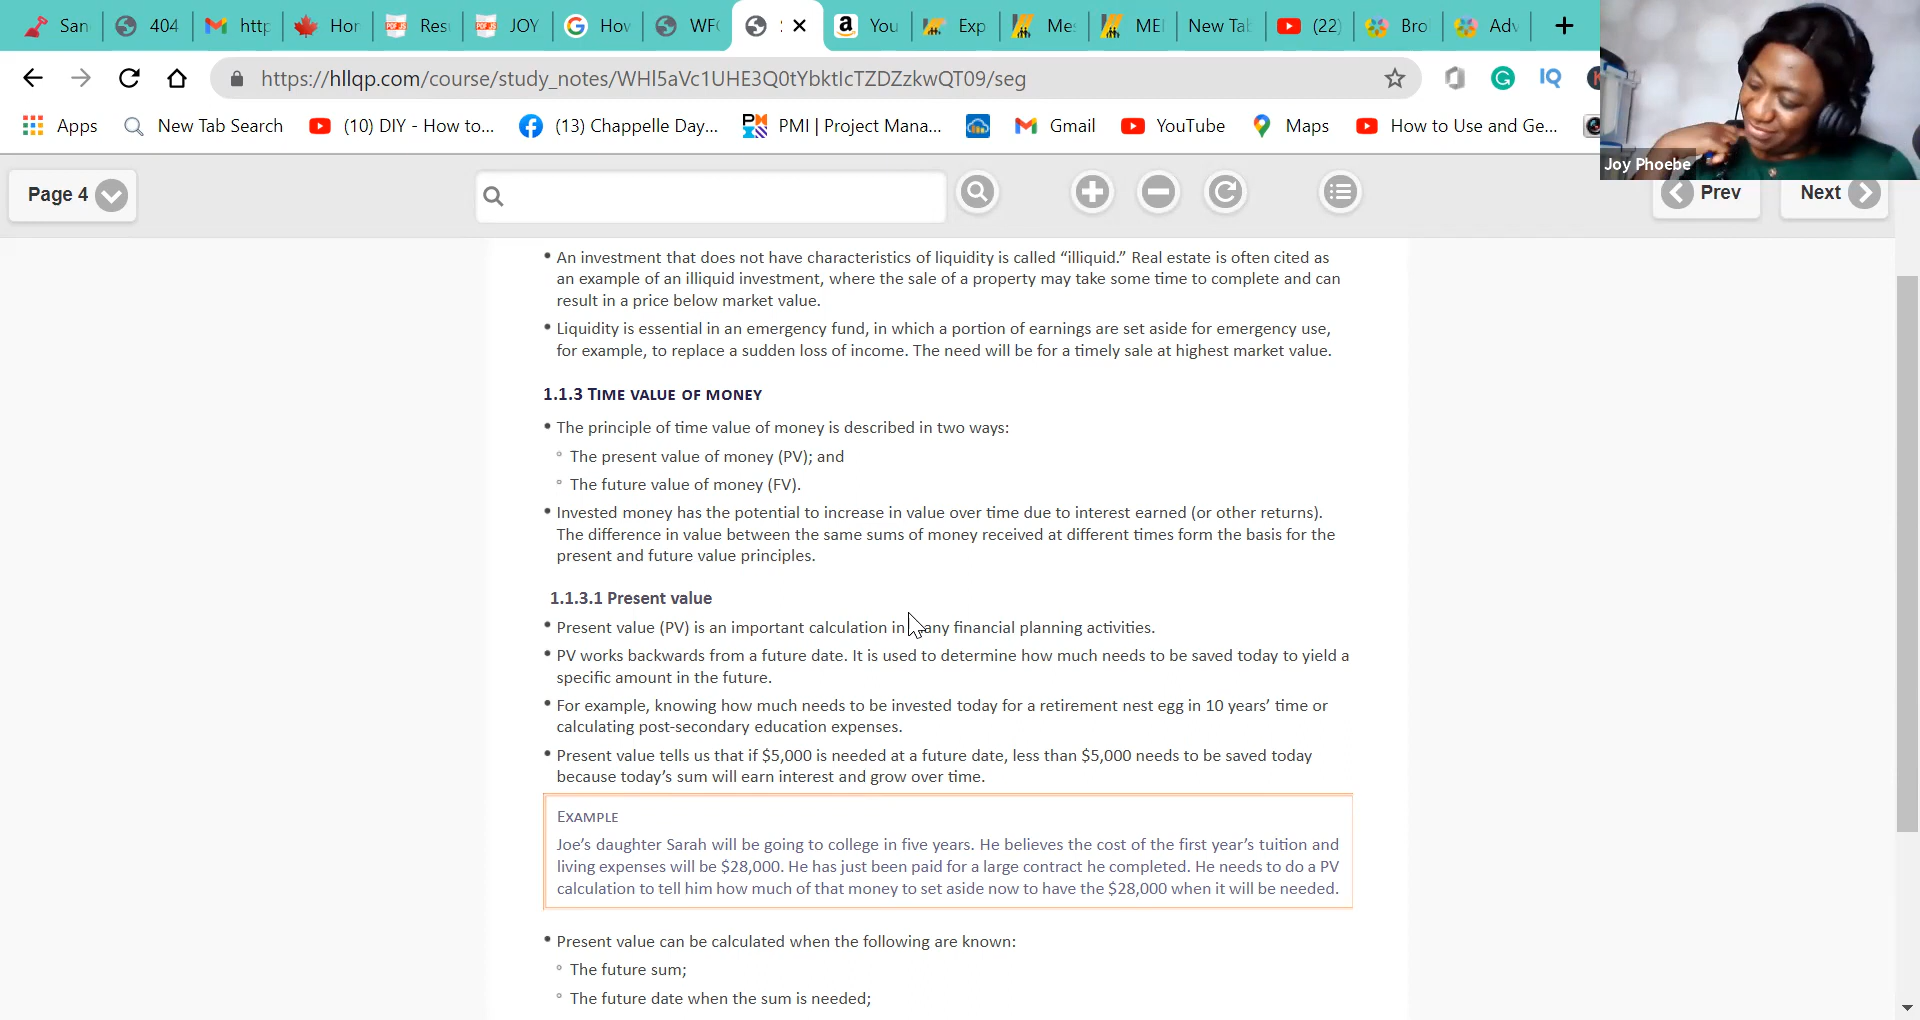 San
404
http
Hor
Res
JOY
How
WFG
You
Exp
Me
ME
New Tab
(22)
Bro
Adv
https://hllqp.com/course/study_notes/WHl5aVc1UHE3Q0tYbktIcTZDZzkwQT09/seg
Apps
New Tab Search
(10) DIY - How to...
(13) Chappelle Day...
PMI | Project Mana...
Gmail
YouTube
Maps
How to Use and Ge...
Joy Phoebe
Page 4
Prev
Next
• An investment that does not have characteristics of liquidity is called “illiquid.” Real estate is often cited as
an example of an illiquid investment, where the sale of a property may take some time to complete and can
result in a price below market value.
• Liquidity is essential in an emergency fund, in which a portion of earnings are set aside for emergency use,
for example, to replace a sudden loss of income. The need will be for a timely sale at highest market value.
1.1.3 TIME VALUE OF MONEY
• The principle of time value of money is described in two ways:
◦ The present value of money (PV); and
◦ The future value of money (FV).
• Invested money has the potential to increase in value over time due to interest earned (or other returns).
The difference in value between the same sums of money received at different times form the basis for the
present and future value principles.
1.1.3.1 Present value
• Present value (PV) is an important calculation in any financial planning activities.
• PV works backwards from a future date. It is used to determine how much needs to be saved today to yield a
specific amount in the future.
• For example, knowing how much needs to be invested today for a retirement nest egg in 10 years’ time or
calculating post-secondary education expenses.
• Present value tells us that if $5,000 is needed at a future date, less than $5,000 needs to be saved today
because today’s sum will earn interest and grow over time.
EXAMPLE
Joe’s daughter Sarah will be going to college in five years. He believes the cost of the first year’s tuition and
living expenses will be $28,000. He has just been paid for a large contract he completed. He needs to do a PV
calculation to tell him how much of that money to set aside now to have the $28,000 when it will be needed.
• Present value can be calculated when the following are known:
◦ The future sum;
◦ The future date when the sum is needed;